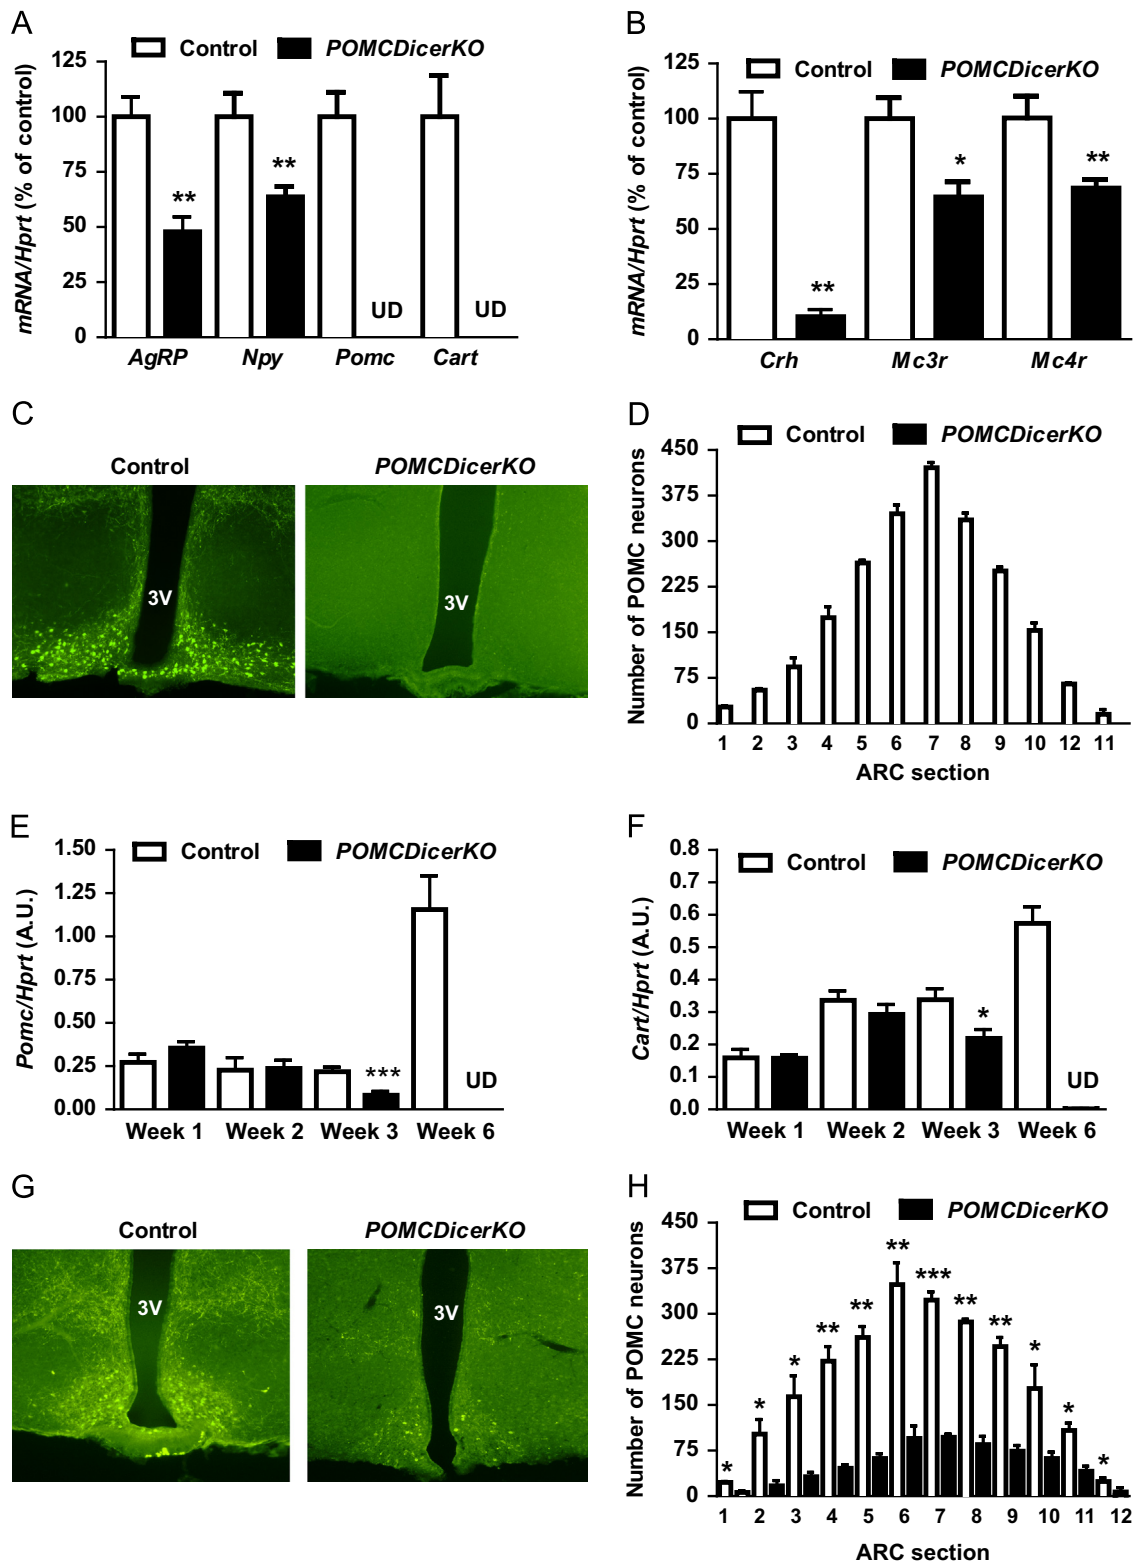 A
Control POMCDicerKO
mRNA/Hprt (% of control)
125
100
75
50
25
0
** ** UD UD
AgRP Npy Pomc Cart
B
Control POMCDicerKO
mRNA/Hprt (% of control)
125
100
75
50
25
0
** * **
Crh Mc3r Mc4r
C
Control POMCDicerKO
3V 3V
D
Control POMCDicerKO
Number of POMC neurons
450
375
300
225
150
75
0
1 2 3 4 5 6 7 8 9 10 12 11
ARC section
E
Control POMCDicerKO
Pomc/Hprt (A.U.)
1.50
1.25
1.00
0.75
0.50
0.25
0.00
*** UD
Week 1 Week 2 Week 3 Week 6
F
Control POMCDicerKO
Cart/Hprt (A.U.)
0.8
0.7
0.6
0.5
0.4
0.3
0.2
0.1
0.0
* UD
Week 1 Week 2 Week 3 Week 6
G
Control POMCDicerKO
3V 3V
H
Control POMCDicerKO
Number of POMC neurons
450
375
300
225
150
75
0
* * * ** ** ** *** ** ** * * *
1 2 3 4 5 6 7 8 9 10 11 12
ARC section